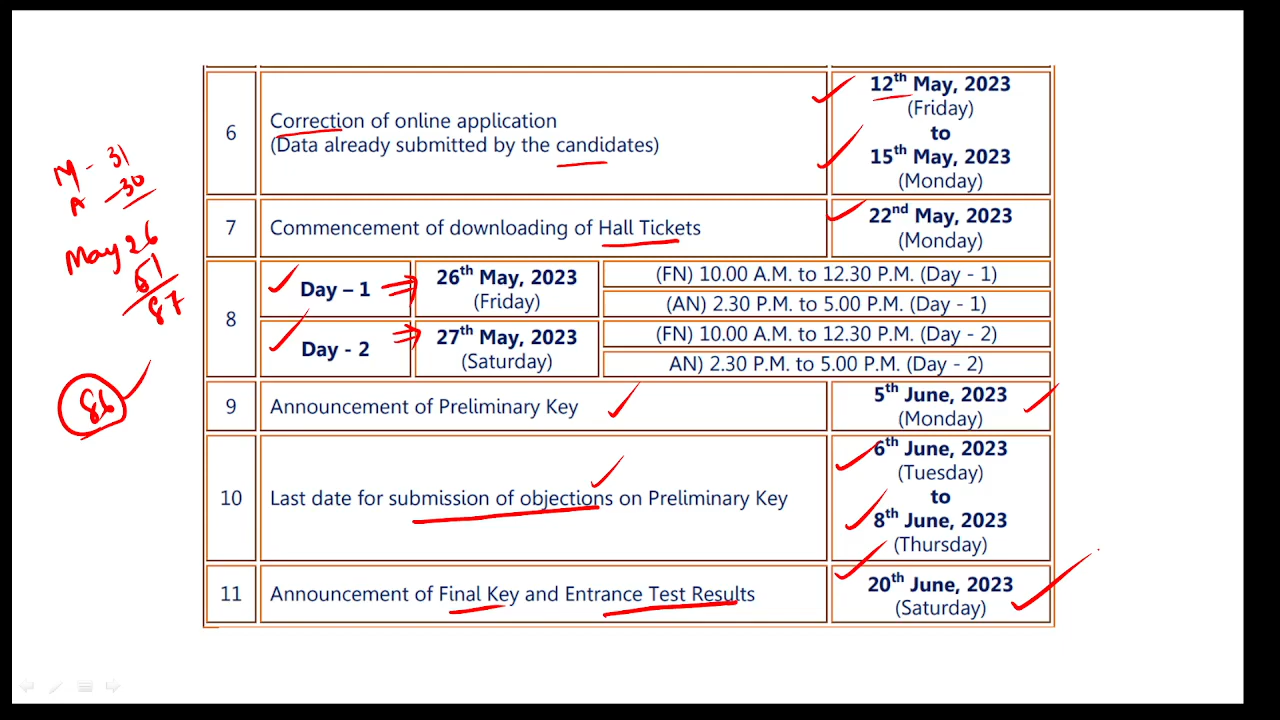 6
Correction of online application
(Data already submitted by the candidates)
12th May, 2023
(Friday)
to
15th May, 2023
(Monday)
7
Commencement of downloading of Hall Tickets
22nd May, 2023
(Monday)
8
Day – 1
26th May, 2023
(Friday)
(FN) 10.00 A.M. to 12.30 P.M. (Day - 1)
(AN) 2.30 P.M. to 5.00 P.M. (Day - 1)
Day - 2
27th May, 2023
(Saturday)
(FN) 10.00 A.M. to 12.30 P.M. (Day - 2)
AN) 2.30 P.M. to 5.00 P.M. (Day - 2)
9
Announcement of Preliminary Key
5th June, 2023
(Monday)
10
Last date for submission of objections on Preliminary Key
6th June, 2023
(Tuesday)
to
8th June, 2023
(Thursday)
11
Announcement of Final Key and Entrance Test Results
20th June, 2023
(Saturday)
M - 31
A - 30
May 26
61
87
86